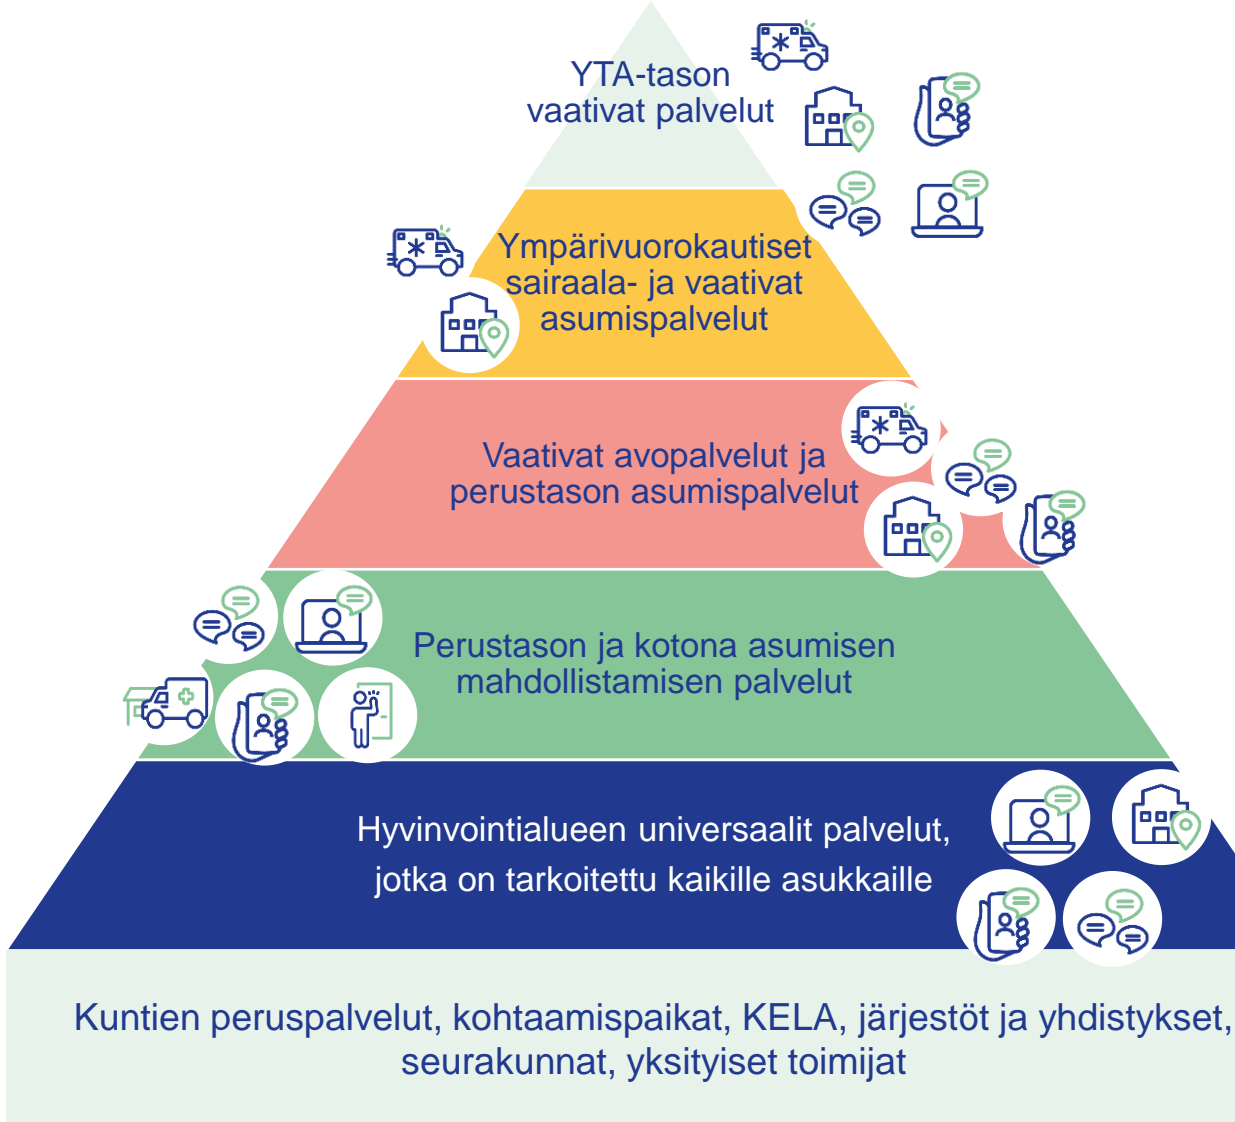 YTA-tason
vaativat palvelut
Ympärivuorokautiset
sairaala- ja vaativat
asumispalvelut
Vaativat avopalvelut ja
perustason asumispalvelut
Perustason ja kotona asumisen
mahdollistamisen palvelut
Hyvinvointialueen universaalit palvelut,
jotka on tarkoitettu kaikille asukkaille
Kuntien peruspalvelut, kohtaamispaikat, KELA, järjestöt ja yhdistykset,
seurakunnat, yksityiset toimijat